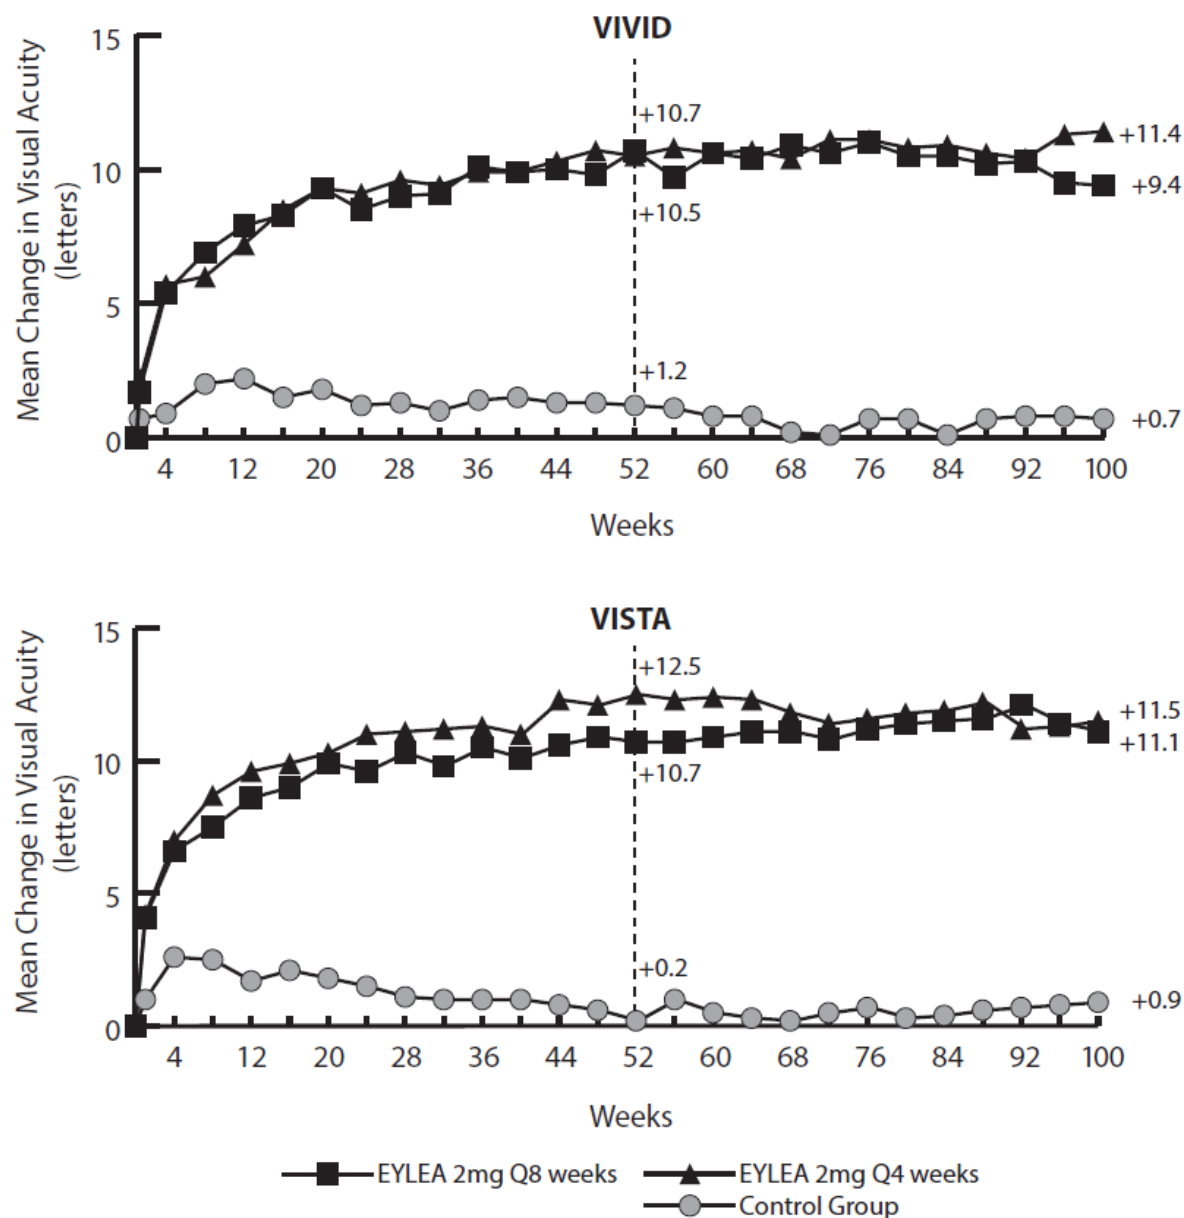 VIVID
15
10
5
0
Mean Change in Visual Acuity
(letters)
+10.7
+10.5
+1.2
+11.4
+9.4
+0.7
4 12 20 28 36 44 52 60 68 76 84 92 100
Weeks
VISTA
15
10
5
0
Mean Change in Visual Acuity
(letters)
+12.5
+10.7
+0.2
+11.5
+11.1
+0.9
4 12 20 28 36 44 52 60 68 76 84 92 100
Weeks
EYLEA 2mg Q8 weeks EYLEA 2mg Q4 weeks
Control Group